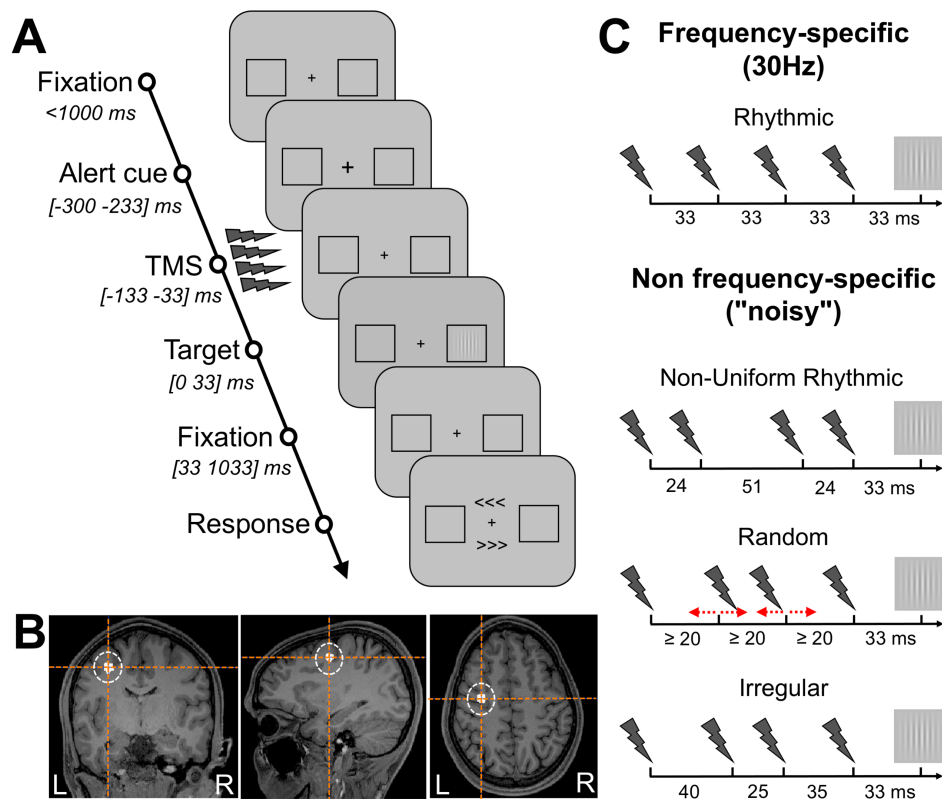 A
Fixation
<1000 ms
Alert cue
[-300 -233] ms
TMS
[-133 -33] ms
Target
[0 33] ms
Fixation
[33 1033] ms
Response
+
+
+
+
+
<<<
+
>>>
B
L R
L R
C
Frequency-specific
(30Hz)
Rhythmic
33 33 33 33 ms
Non frequency-specific
("noisy")
Non-Uniform Rhythmic
24 51 24 33 ms
Random
≥ 20 ≥ 20 ≥ 20 33 ms
Irregular
40 25 35 33 ms